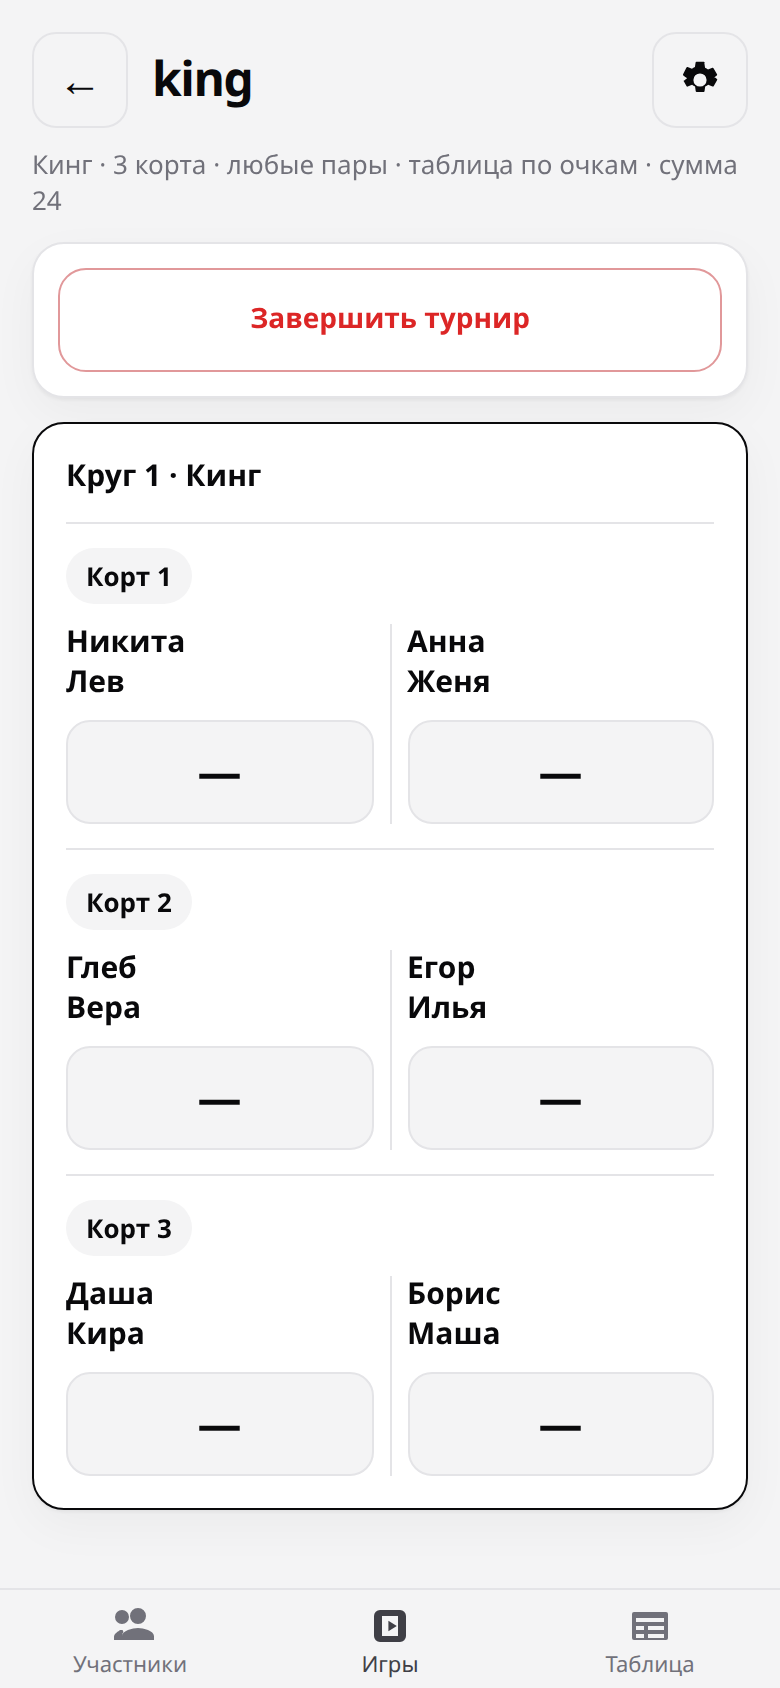 ← king
Кинг · 3 корта · любые пары · таблица по очкам · сумма
24
Завершить турнир
Круг 1 · Кинг
Корт 1
Никита
Лев
Анна
Женя
—
—
Корт 2
Глеб
Вера
Егор
Илья
—
—
Корт 3
Даша
Кира
Борис
Маша
—
—
Участники
Игры
Таблица